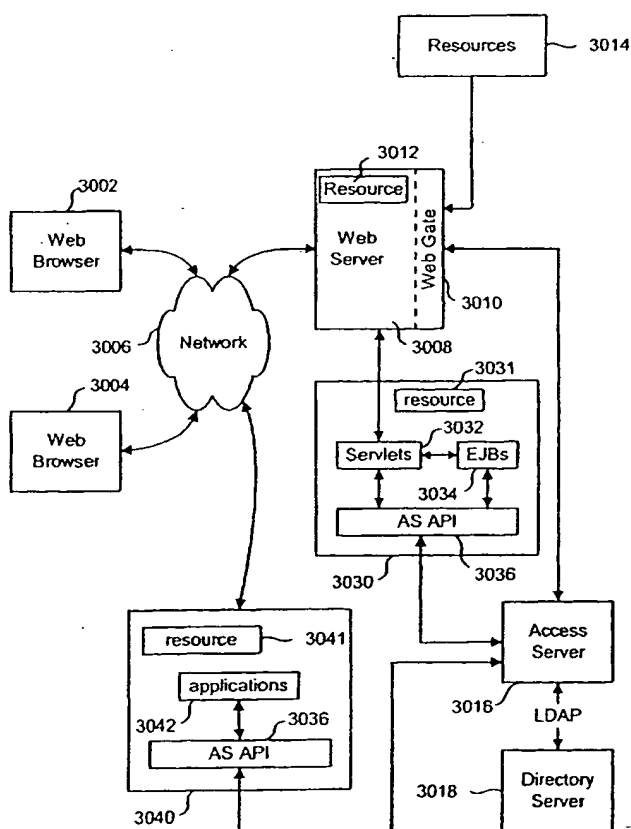 Resources
3014
3012
Resource
3002
Web
Browser
Web
Server
Web Gate
3010
3006
Network
3008
3004
Web
Browser
3031
resource
3032
Servlets
EJBs
3034
AS API
3030
3036
resource
3041
applications
3042
3036
AS API
3040
Access
Server
3016
LDAP
3018
Directory
Server